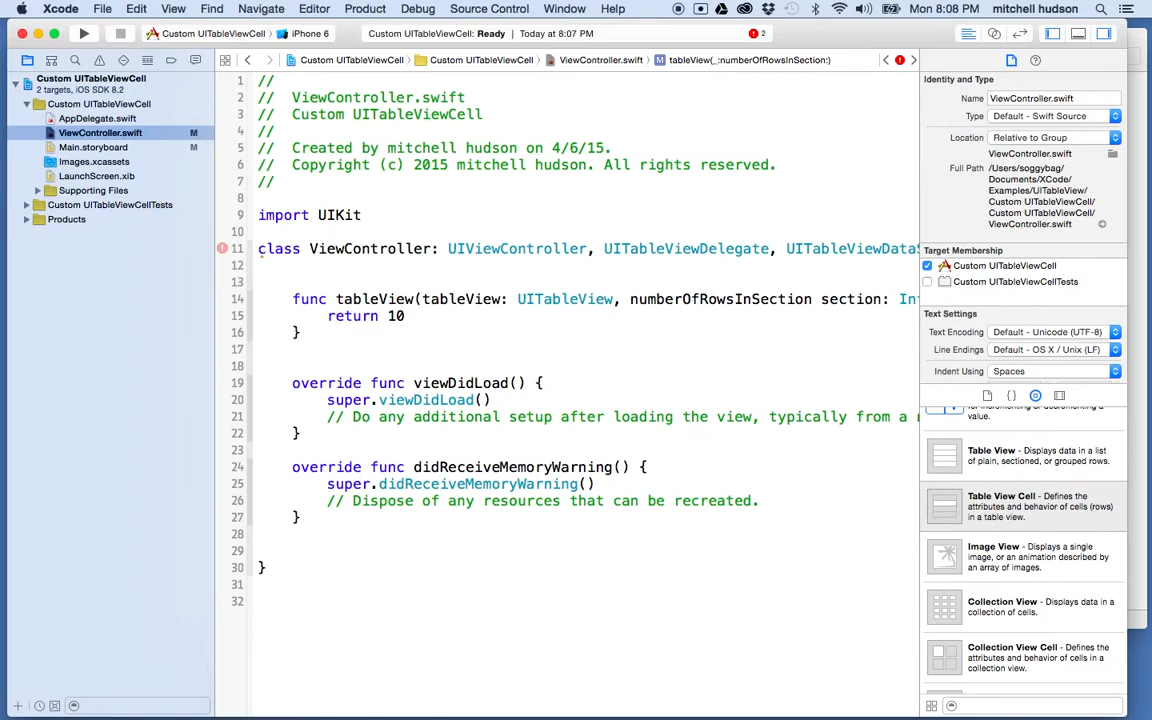 Xcode File Edit View Find Navigate Editor Product Debug Source Control Window Help Mon 8:08 PM mitchell hudson
Custom UITableViewCell iPhone 6 Custom UITableViewCell: Ready Today at 8:07 PM 2
Custom UITableViewCell Custom UITableViewCell ViewController.swift M tableView(_:numberOfRowsInSection:)
Custom UITableViewCell
2 targets, iOS SDK 8.2
Custom UITableViewCell
AppDelegate.swift
ViewController.swift M
Main.storyboard M
Images.xcassets
LaunchScreen.xib
Supporting Files
Custom UITableViewCellTests
Products
1 //
2 // ViewController.swift
3 // Custom UITableViewCell
4 //
5 // Created by mitchell hudson on 4/6/15.
6 // Copyright (c) 2015 mitchell hudson. All rights reserved.
7 //
8
9 import UIKit
10
11 class ViewController: UIViewController, UITableViewDelegate, UITableViewDataS
12
13
14 func tableView(tableView: UITableView, numberOfRowsInSection section: In
15 return 10
16 }
17
18
19 override func viewDidLoad() {
20 super.viewDidLoad()
21 // Do any additional setup after loading the view, typically from a n
22 }
23
24 override func didReceiveMemoryWarning() {
25 super.didReceiveMemoryWarning()
26 // Dispose of any resources that can be recreated.
27 }
28
29
30 }
31
32
Identity and Type
Name ViewController.swift
Type Default - Swift Source
Location Relative to Group
ViewController.swift
Full Path /Users/soggybag/
Documents/XCode/
Examples/UITableView/
Custom UITableViewCell/
Custom UITableViewCell/
ViewController.swift
Target Membership
Custom UITableViewCell
Custom UITableViewCellTests
Text Settings
Text Encoding Default - Unicode (UTF-8)
Line Endings Default - OS X / Unix (LF)
Indent Using Spaces
for incrementing or decrementing a
value.
Table View - Displays data in a list
of plain, sectioned, or grouped rows.
Table View Cell - Defines the
attributes and behavior of cells (rows)
in a table view.
Image View - Displays a single
image, or an animation described by
an array of images.
Collection View - Displays data in a
collection of cells.
Collection View Cell - Defines the
attributes and behavior of cells in a
collection view.